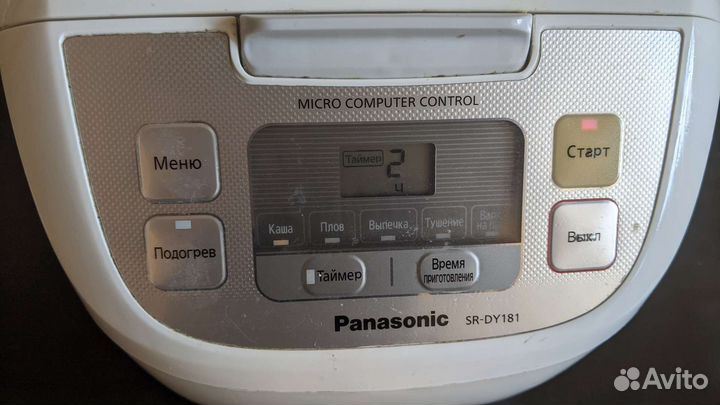 MICRO COMPUTER CONTROL
Меню
Таймер 2
ч
Старт
Подогрев
Каша Плов Выпечка Тушение
на
Выкл
Таймер
Время
приготовления
Panasonic SR-DY181
Avito